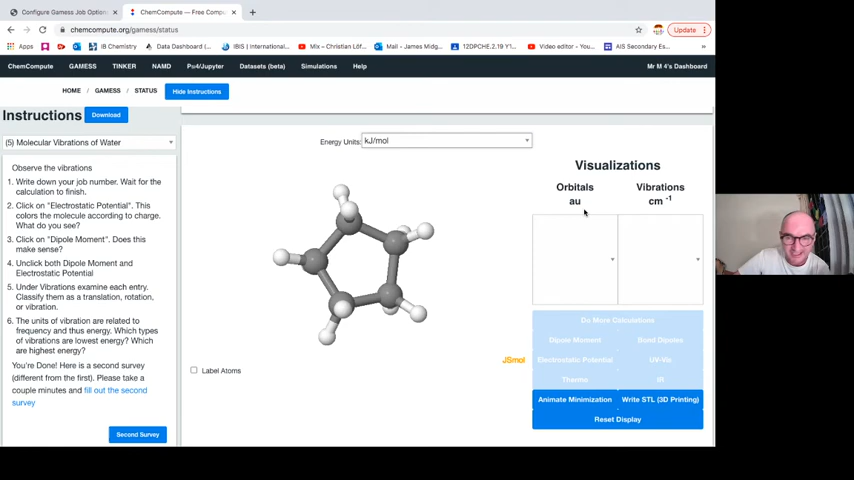 Configure Gamess Job Option
ChemCompute — Free Compu
chemcompute.org/gamess/status
Update
Apps
IB Chemistry
Data Dashboard (...
IBIS | International...
Mix – Christian Löf...
Mail - James Midg...
12DPCHE,2.19 Y1...
Video editor - You...
AIS Secondary Es...
ChemCompute
GAMESS
TINKER
NAMD
Psi4/Jupyter
Datasets (beta)
Simulations
Help
Mr M 4's Dashboard
HOME / GAMESS / STATUS
Hide Instructions
Instructions
Download
(5) Molecular Vibrations of Water
Observe the vibrations
1. Write down your job number. Wait for the
calculation to finish.
2. Click on "Electrostatic Potential". This
colors the molecule according to charge.
What do you see?
3. Click on "Dipole Moment". Does this
make sense?
4. Unclick both Dipole Moment and
Electrostatic Potential
5. Under Vibrations examine each entry.
Classify them as a translation, rotation,
or vibration.
6. The units of vibration are related to
frequency and thus energy. Which types
of vibrations are lowest energy? Which
are highest energy?
You're Done! Here is a second survey
(different from the first). Please take a
couple minutes and fill out the second
survey
Second Survey
Energy Units:
kJ/mol
Label Atoms
JSmol
Visualizations
Orbitals
au
Vibrations
cm -1
Do More Calculations
Dipole Moment
Bond Dipoles
Electrostatic Potential
UV-Vis
Thermo
IR
Animate Minimization
Write STL (3D Printing)
Reset Display